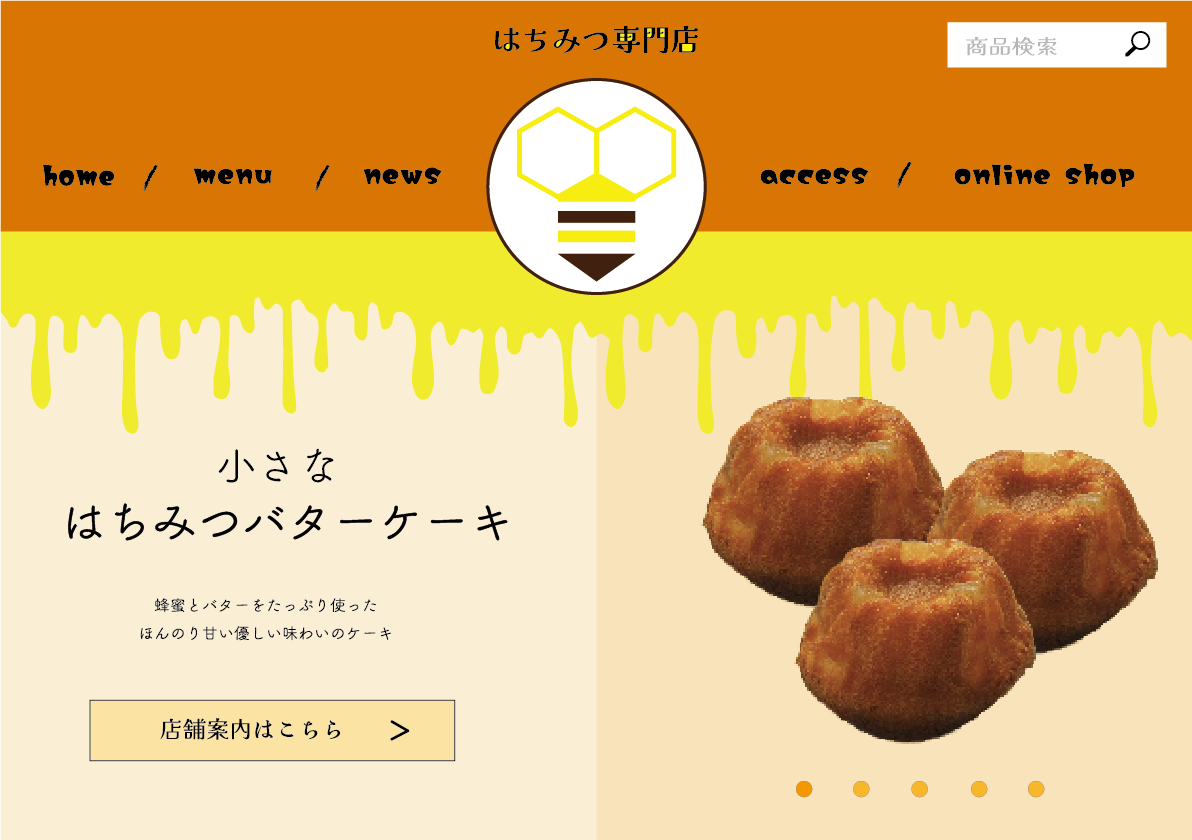 はちみつ専門店
商品検索
home / menu / news
access / online shop
小さな
はちみつバターケーキ
蜂蜜とバターをたっぷり使った
ほんのり甘い優しい味わいのケーキ
店舗案内はこちら >